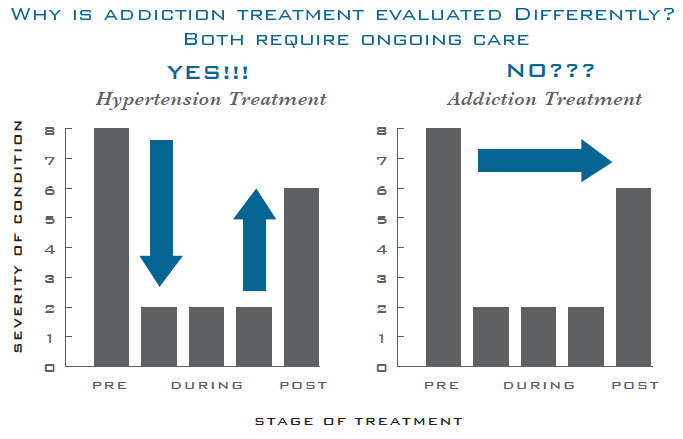 WHY IS ADDICTION TREATMENT EVALUATED DIFFERENTLY?
BOTH REQUIRE ONGOING CARE
YES!!!
Hypertension Treatment
NO???
Addiction Treatment
SEVERITY OF CONDITION
8
7
6
5
4
3
2
1
0
PRE DURING POST
8
7
6
5
4
3
2
1
0
PRE DURING POST
STAGE OF TREATMENT